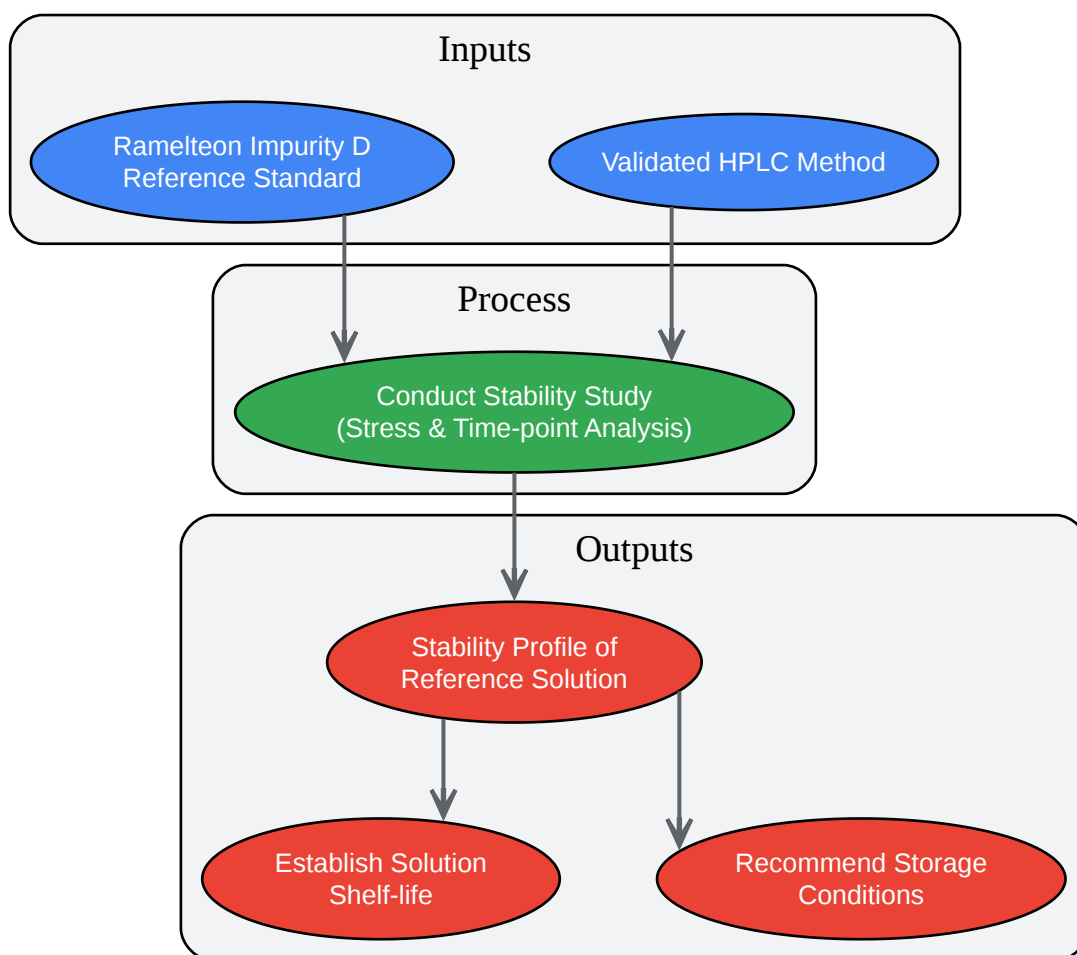 Inputs
Ramelteon Impurity D
Reference Standard
Validated HPLC Method
Process
Conduct Stability Study
(Stress & Time-point Analysis)
Outputs
Stability Profile of
Reference Solution
Establish Solution
Shelf-life
Recommend Storage
Conditions